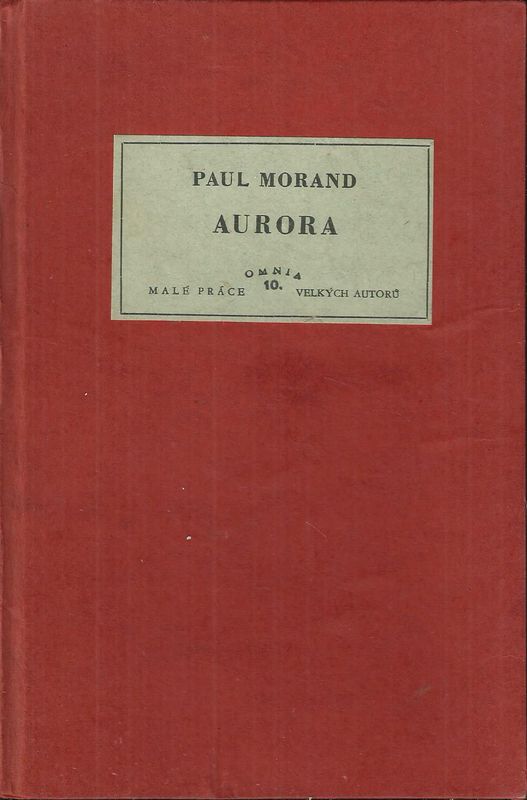 PAUL MORAND
AURORA
OMNIA
MALÉ PRÁCE 10. VELKÝCH AUTORŮ